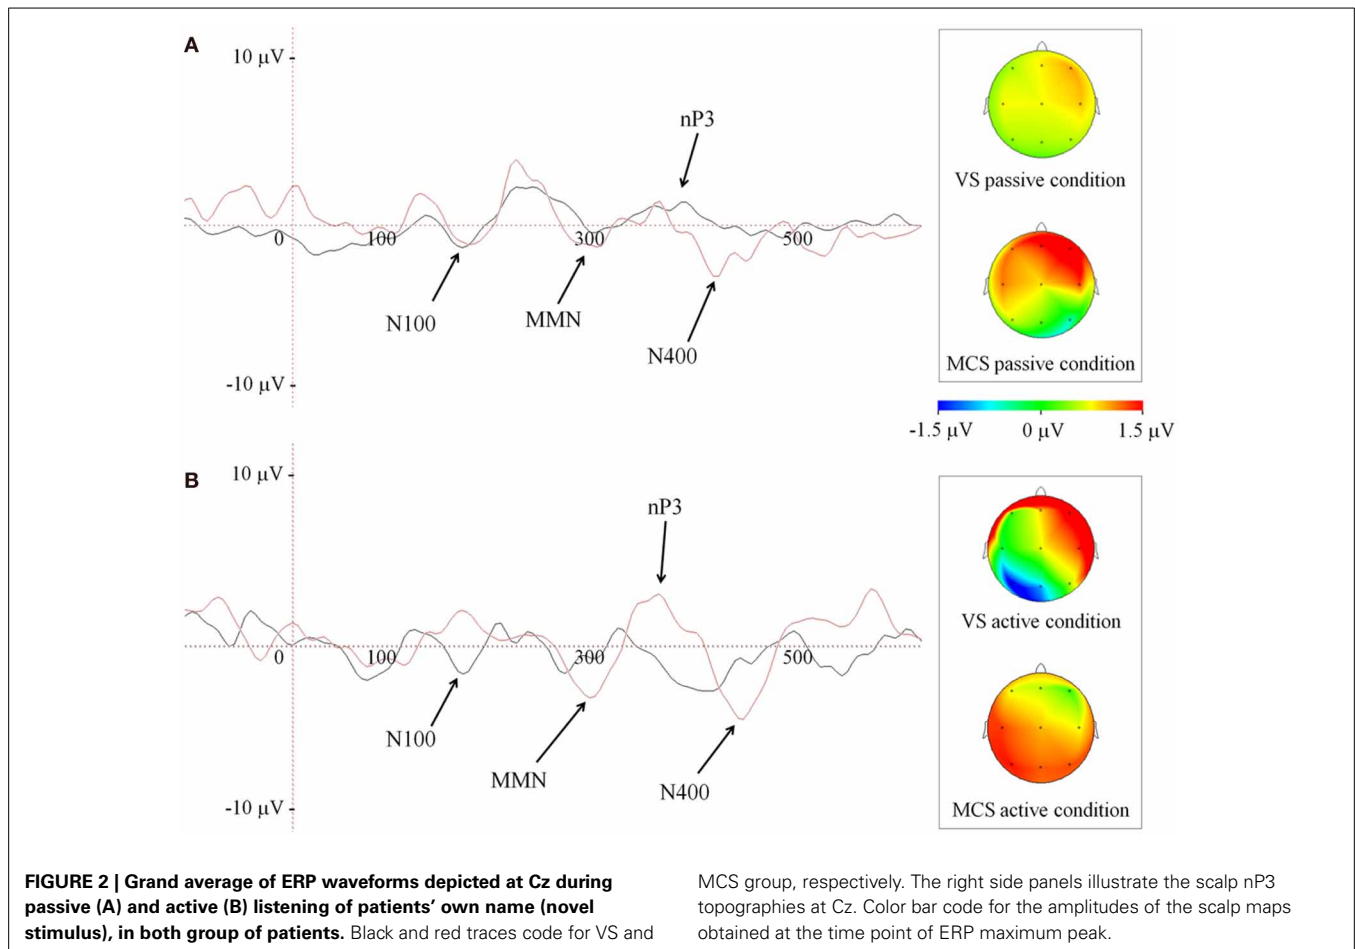 A
10 µV
nP3
0
100
300
500
N100
MMN
N400
-10 µV
VS passive condition
MCS passive condition
-1.5 µV
0 µV
1.5 µV
B
10 µV
nP3
0
100
300
500
N100
MMN
N400
-10 µV
VS active condition
MCS active condition
FIGURE 2 | Grand average of ERP waveforms depicted at Cz during
passive (A) and active (B) listening of patients’ own name (novel
stimulus), in both group of patients. Black and red traces code for VS and
MCS group, respectively. The right side panels illustrate the scalp nP3
topographies at Cz. Color bar code for the amplitudes of the scalp maps
obtained at the time point of ERP maximum peak.